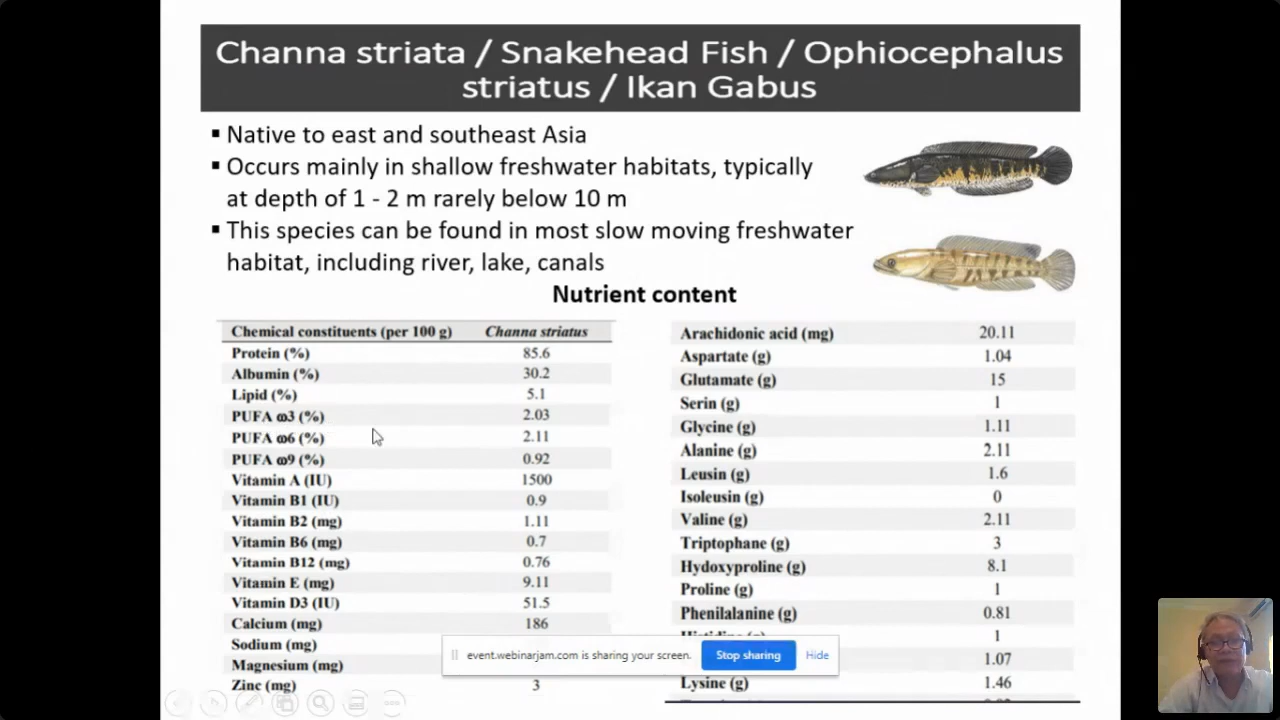 Channa striata / Snakehead Fish / Ophiocephalus
striatus / Ikan Gabus
▪ Native to east and southeast Asia
▪ Occurs mainly in shallow freshwater habitats, typically
at depth of 1 - 2 m rarely below 10 m
▪ This species can be found in most slow moving freshwater
habitat, including river, lake, canals
Nutrient content
Chemical constituents (per 100 g) Channa striatus
Protein (%) 85.6
Albumin (%) 30.2
Lipid (%) 5.1
PUFA ω3 (%) 2.03
PUFA ω6 (%) 2.11
PUFA ω9 (%) 0.92
Vitamin A (IU) 1500
Vitamin B1 (IU) 0.9
Vitamin B2 (mg) 1.11
Vitamin B6 (mg) 0.7
Vitamin B12 (mg) 0.76
Vitamin E (mg) 9.11
Vitamin D3 (IU) 51.5
Calcium (mg) 186
Sodium (mg)
Magnesium (mg)
Zinc (mg) 3
Arachidonic acid (mg) 20.11
Aspartate (g) 1.04
Glutamate (g) 15
Serin (g) 1
Glycine (g) 1.11
Alanine (g) 2.11
Leusin (g) 1.6
Isoleusin (g) 0
Valine (g) 2.11
Triptophane (g) 3
Hydoxyproline (g) 8.1
Proline (g) 1
Phenilalanine (g) 0.81
Histidine (g) 1
1.07
Lysine (g) 1.46
event.webinarjam.com is sharing your screen. Stop sharing Hide